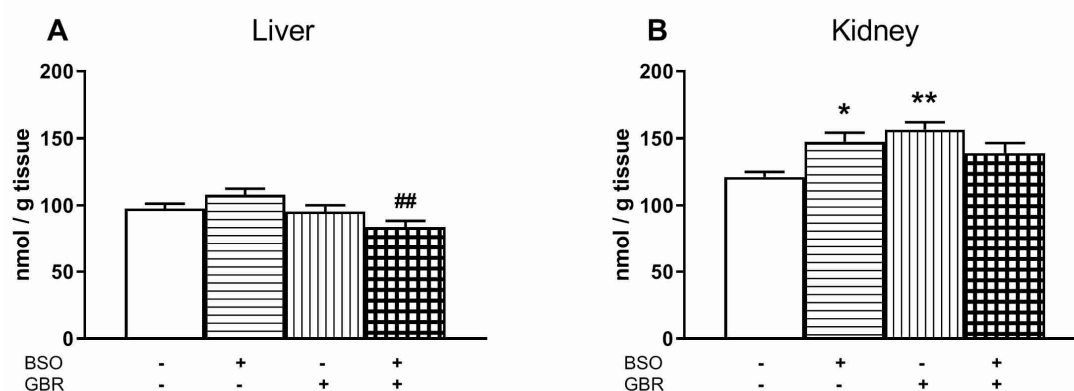 A Liver
nmol / g tissue
200
150
100
50
0
##
BSO - + - +
GBR - - + +
B Kidney
nmol / g tissue
200
150
100
50
0
* **
BSO - + - +
GBR - - + +